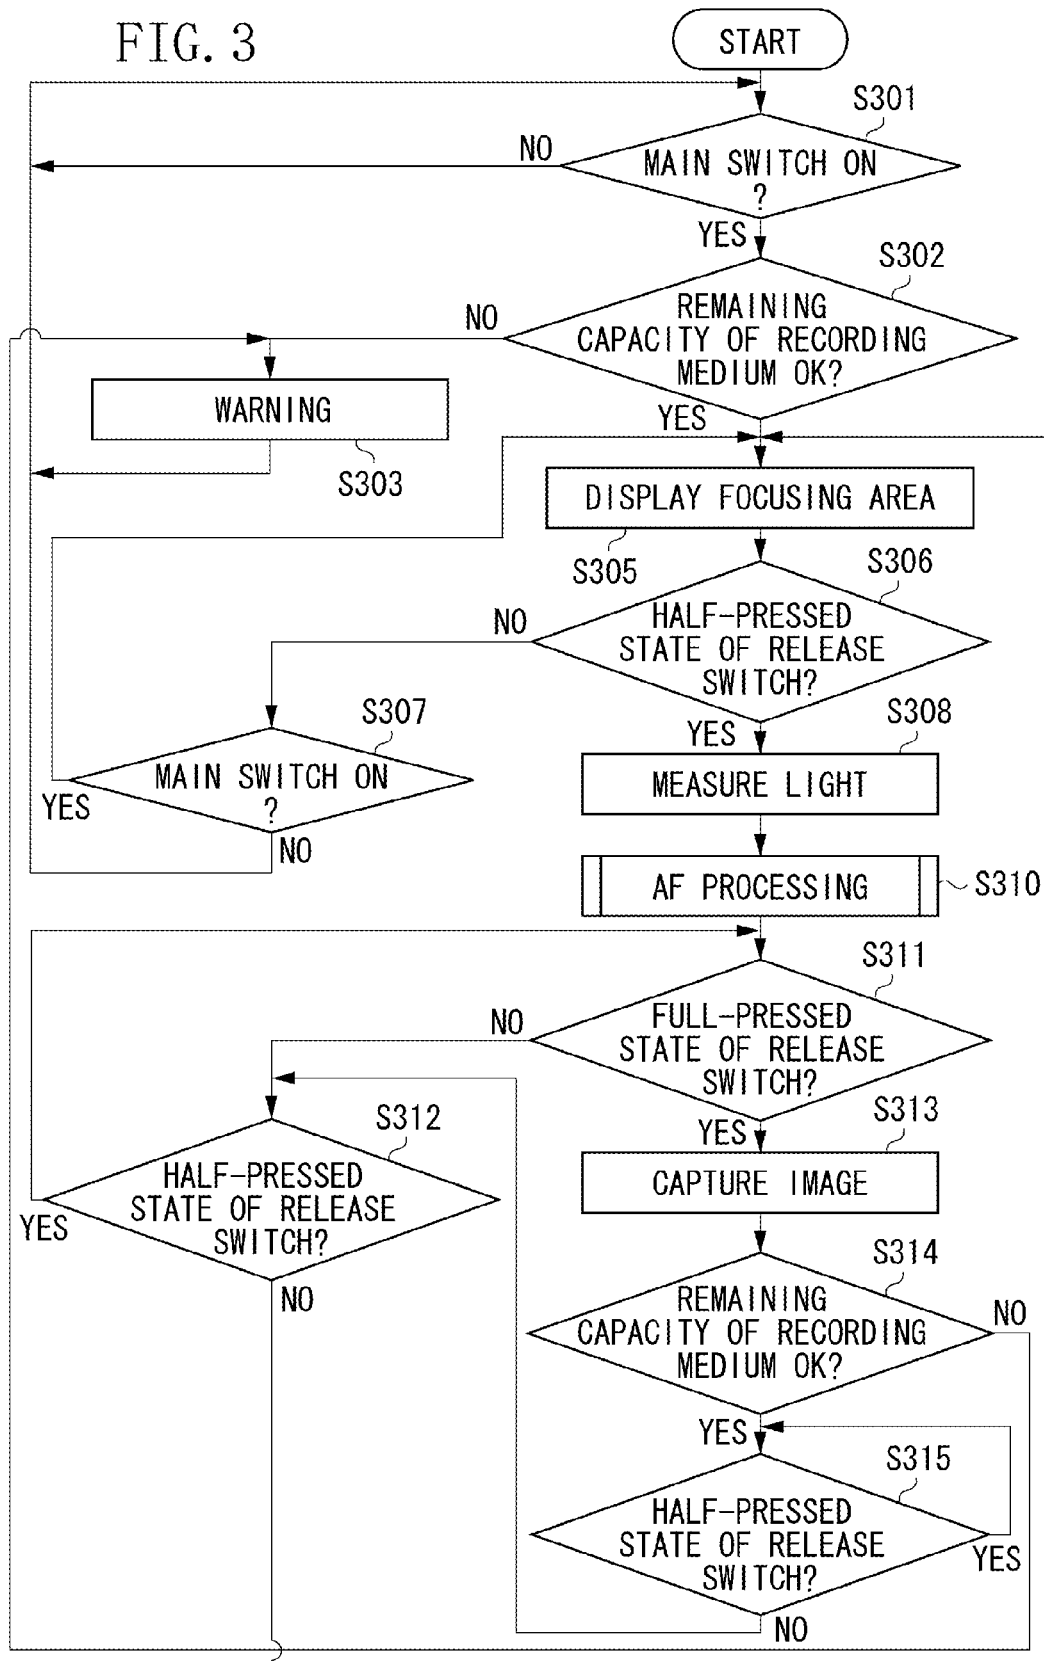 FIG. 3
START
S301
NO
MAIN SWITCH ON
?
YES
S302
NO
REMAINING
CAPACITY OF RECORDING
MEDIUM OK?
WARNING
YES
S303
DISPLAY FOCUSING AREA
S305
S306
NO
HALF-PRESSED
STATE OF RELEASE
SWITCH?
S307
S308
YES
MAIN SWITCH ON
?
YES
MEASURE LIGHT
NO
AF PROCESSING
S310
S311
NO
FULL-PRESSED
STATE OF RELEASE
SWITCH?
S312
S313
YES
HALF-PRESSED
STATE OF RELEASE
SWITCH?
YES
CAPTURE IMAGE
S314
NO
REMAINING
CAPACITY OF RECORDING
MEDIUM OK?
NO
YES
S315
HALF-PRESSED
STATE OF RELEASE
SWITCH?
YES
NO